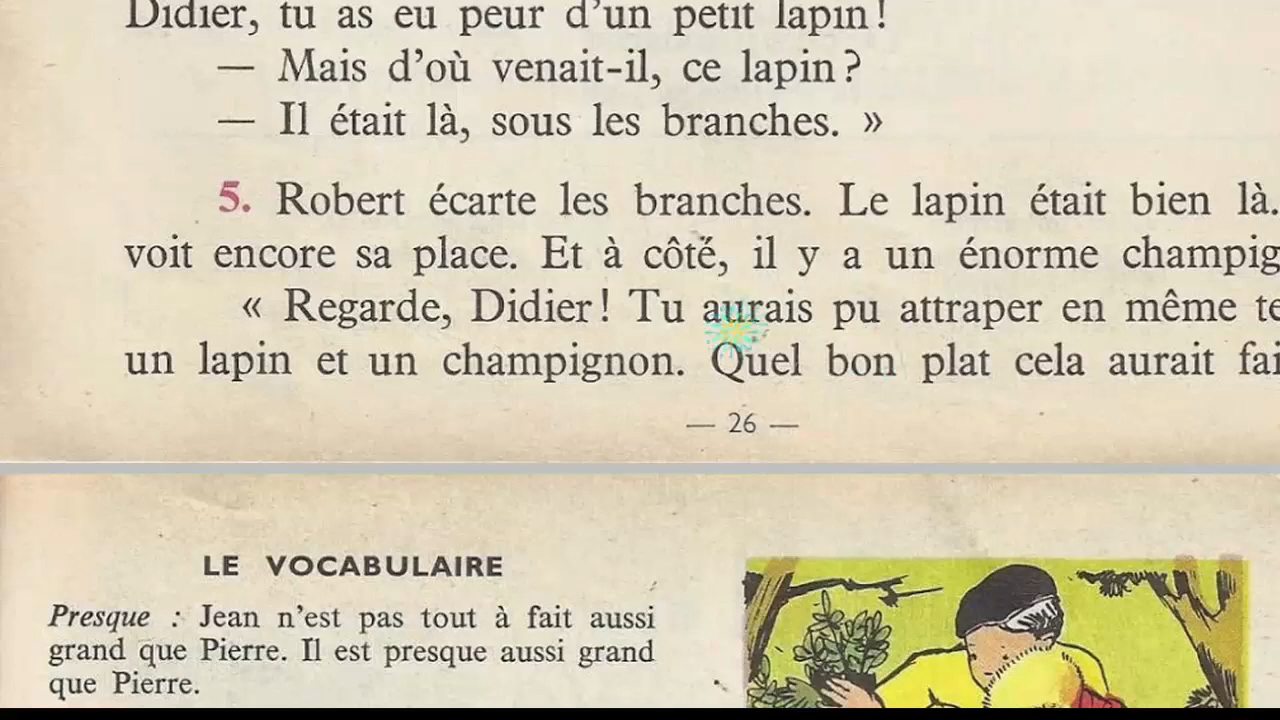 Didier, tu as eu peur d'un petit lapin!
— Mais d'où venait-il, ce lapin?
— Il était là, sous les branches. »
5. Robert écarte les branches. Le lapin était bien là.
voit encore sa place. Et à côté, il y a un énorme champig
« Regarde, Didier! Tu aurais pu attraper en même te
un lapin et un champignon. Quel bon plat cela aurait fai
— 26 —
LE VOCABULAIRE
Presque : Jean n'est pas tout à fait aussi
grand que Pierre. Il est presque aussi grand
que Pierre.